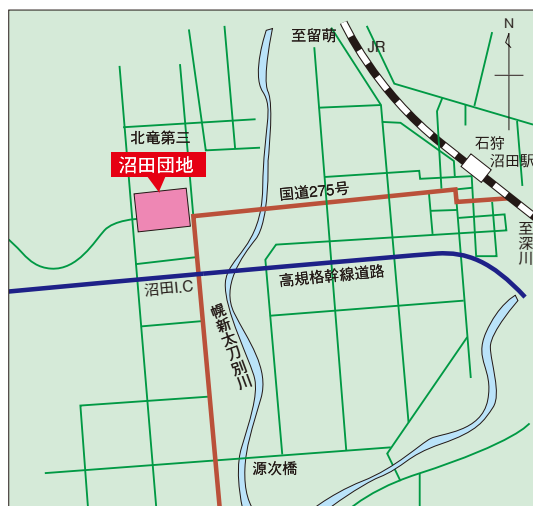 至留萌
JR
N
北竜第三
石狩
沼田駅
沼田団地
国道275号
至深川
沼田I.C
高規格幹線道路
幌新太刀別川
源次橋